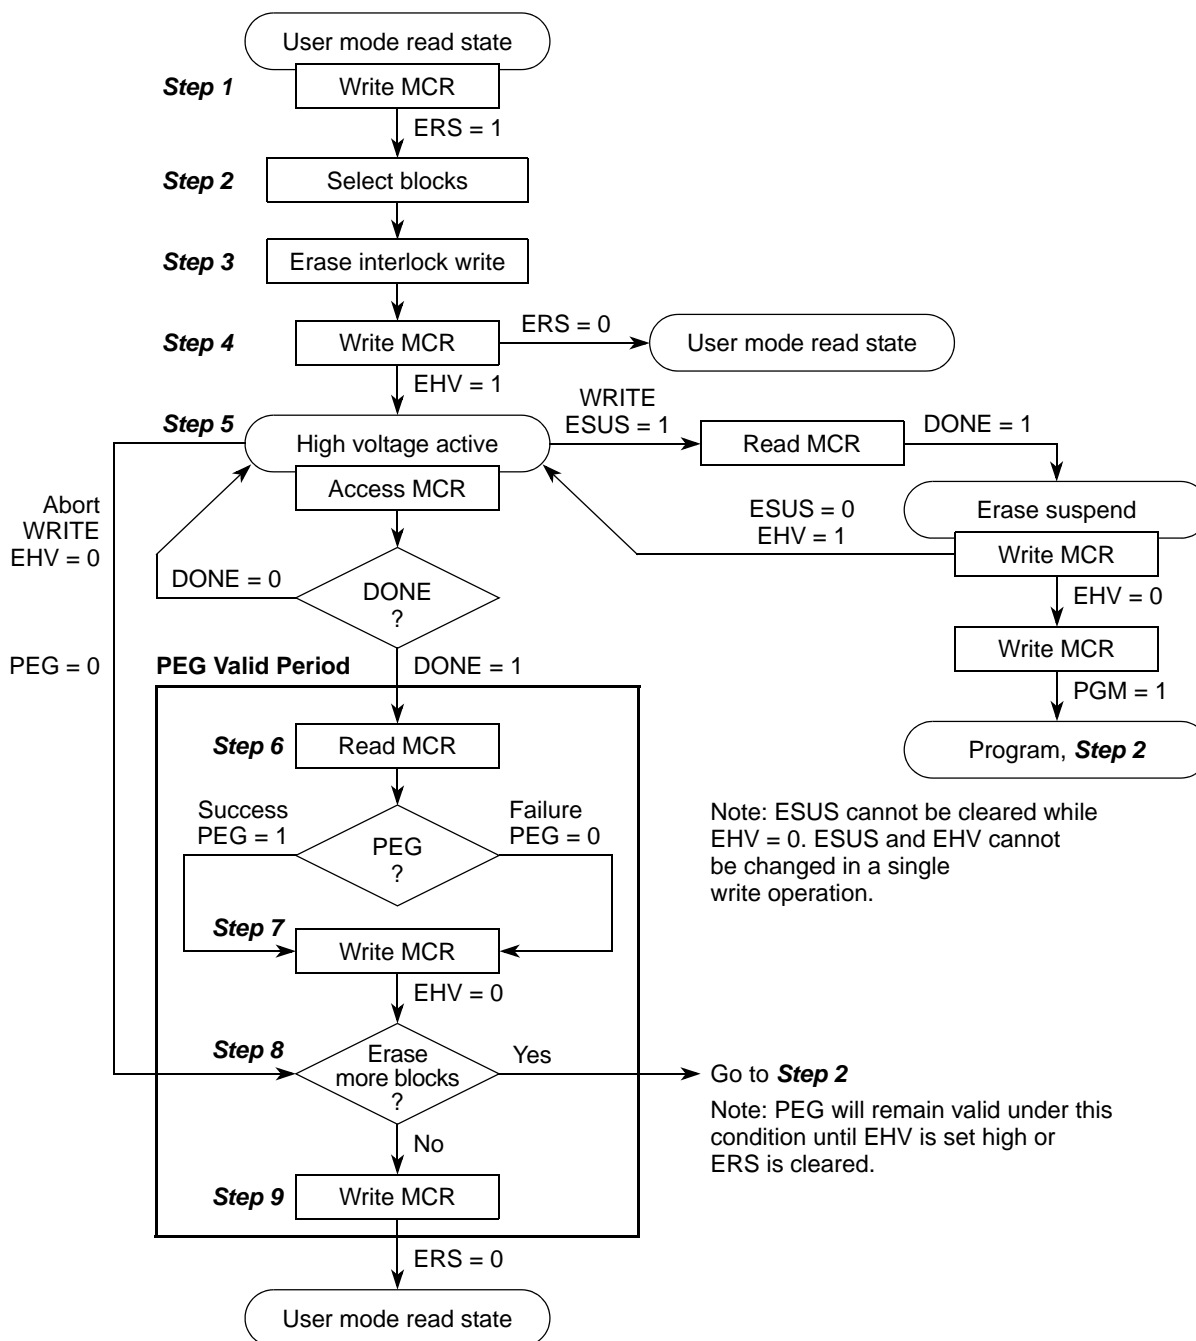 User mode read state
Step 1
Write MCR
ERS = 1
Step 2
Select blocks
Step 3
Erase interlock write
Step 4
Write MCR
ERS = 0
User mode read state
EHV = 1
Step 5
High voltage active
WRITE
ESUS = 1
Read MCR
DONE = 1
Access MCR
Abort
WRITE
EHV = 0
ESUS = 0
EHV = 1
Erase suspend
Write MCR
EHV = 0
DONE = 0
DONE
?
Write MCR
PGM = 1
Program, Step 2
PEG = 0
PEG Valid Period
DONE = 1
Step 6
Read MCR
Success
PEG = 1
Failure
PEG = 0
PEG
?
Note: ESUS cannot be cleared while
EHV = 0. ESUS and EHV cannot
be changed in a single
write operation.
Step 7
Write MCR
EHV = 0
Step 8
Erase
more blocks
?
Yes
Go to Step 2
Note: PEG will remain valid under this
condition until EHV is set high or
ERS is cleared.
No
Step 9
Write MCR
ERS = 0
User mode read state